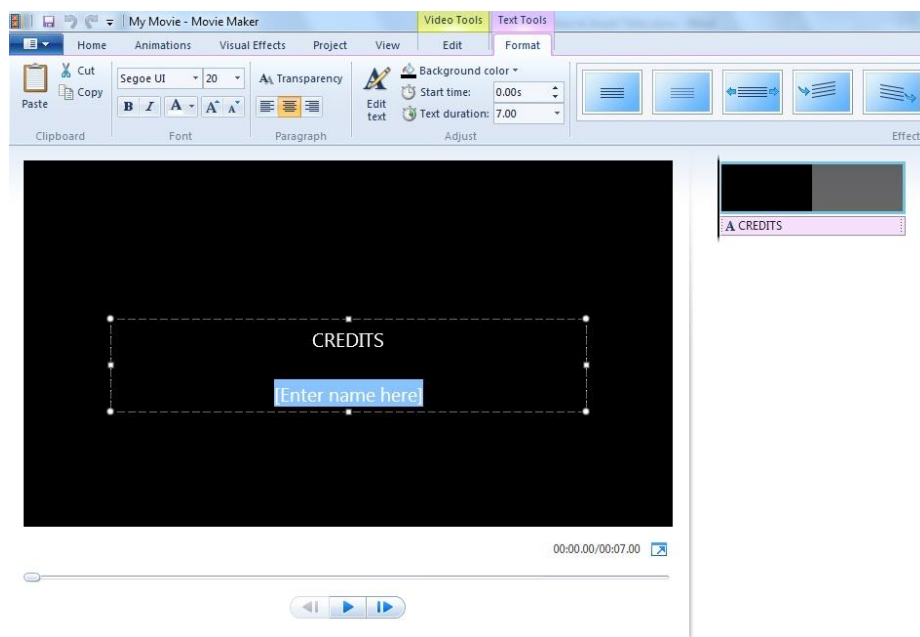 My Movie - Movie Maker
Video Tools
Text Tools
Home
Animations
Visual Effects
Project
View
Edit
Format
Paste
Cut
Copy
Clipboard
Segoe UI
20
B I A A A
Font
AA Transparency
Paragraph
Edit
text
Background color
Start time: 0.00s
Text duration: 7.00
Adjust
Effect
CREDITS
[Enter name here]
A CREDITS
00:00.00/00:07.00